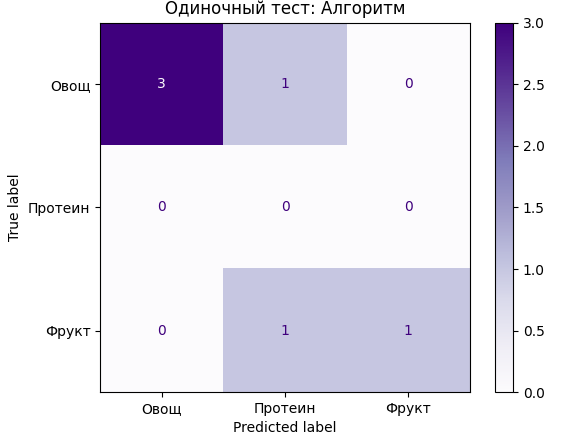 Одиночный тест: Алгоритм
True label
Овощ
3 1 0
Протеин
0 0 0
Фрукт
0 1 1
Овощ Протеин Фрукт
Predicted label
3.0
2.5
2.0
1.5
1.0
0.5
0.0